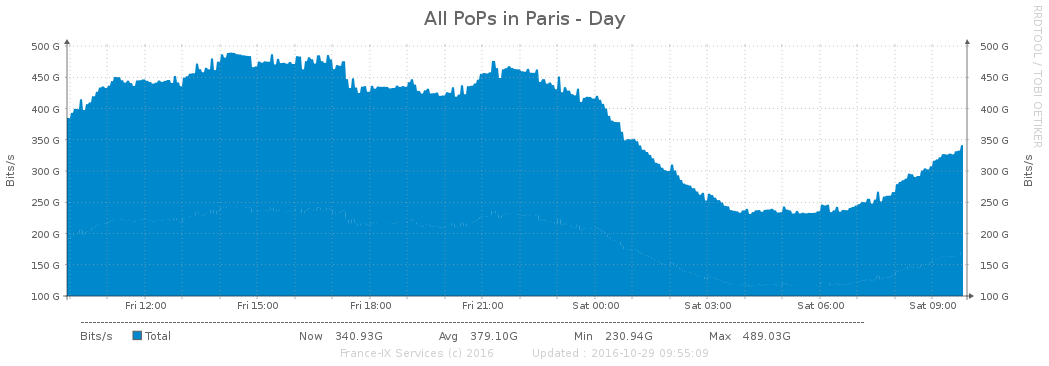 All PoPs in Paris - Day
RRDTOOL / TOBI OETIKER
Bits/s
500 G
450 G
400 G
350 G
300 G
250 G
200 G
150 G
100 G
500 G
450 G
400 G
350 G
300 G
250 G
200 G
150 G
100 G
Bits/s
Fri 12:00 Fri 15:00 Fri 18:00 Fri 21:00 Sat 00:00 Sat 03:00 Sat 06:00 Sat 09:00
Bits/s Total Now 340.93G Avg 379.10G Min 230.94G Max 489.03G
France-IX Services (c) 2016 Updated : 2016-10-29 09:55:09